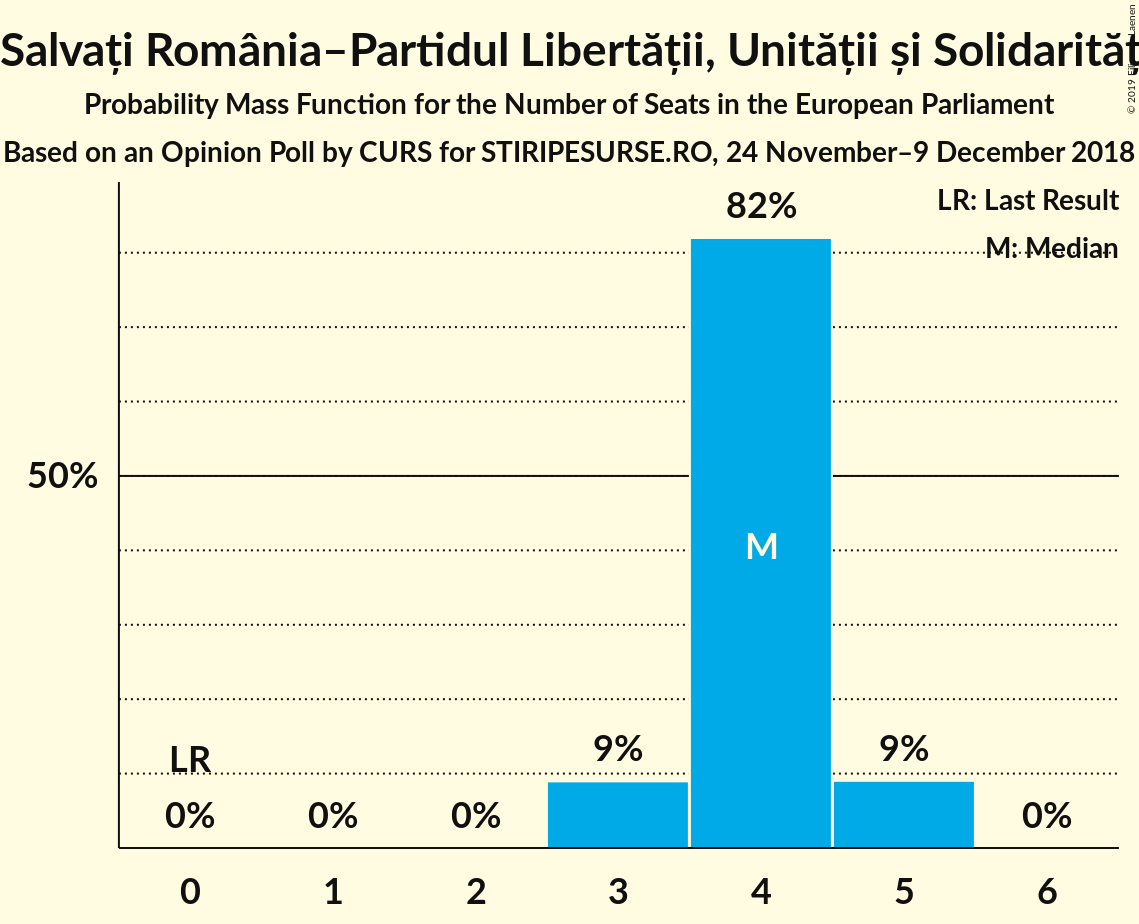 Salvați România–Partidul Libertății, Unității și Solidarităț
Probability Mass Function for the Number of Seats in the European Parliament
Based on an Opinion Poll by CURS for STIRIPESURSE.RO, 24 November–9 December 2018
© 2019
LR: Last Result
M: Median
82%
50%
M
LR
9%
9%
0%
0%
0%
0%
0
1
2
3
4
5
6